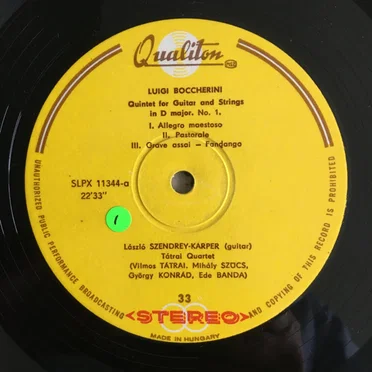 Qualiton
LUIGI BOCCHERINI
Quintet for Guitar and Strings
in D major. No. 1.
I. Allegro maestoso
II. Pastorale
III. Grave assai – Fandango
SLPX 11344-a
22'33"
1
László SZENDREY-KARPER (guitar)
Tátrai Quartet
(Vilmos TÁTRAI, Mihály SZÜCS,
György KONRÁD, Ede BANDA)
33
STEREO
MADE IN HUNGARY
UNAUTHORIZED PUBLIC PERFORMANCE BROADCASTING AND COPYING OF THIS RECORD IS PROHIBITED